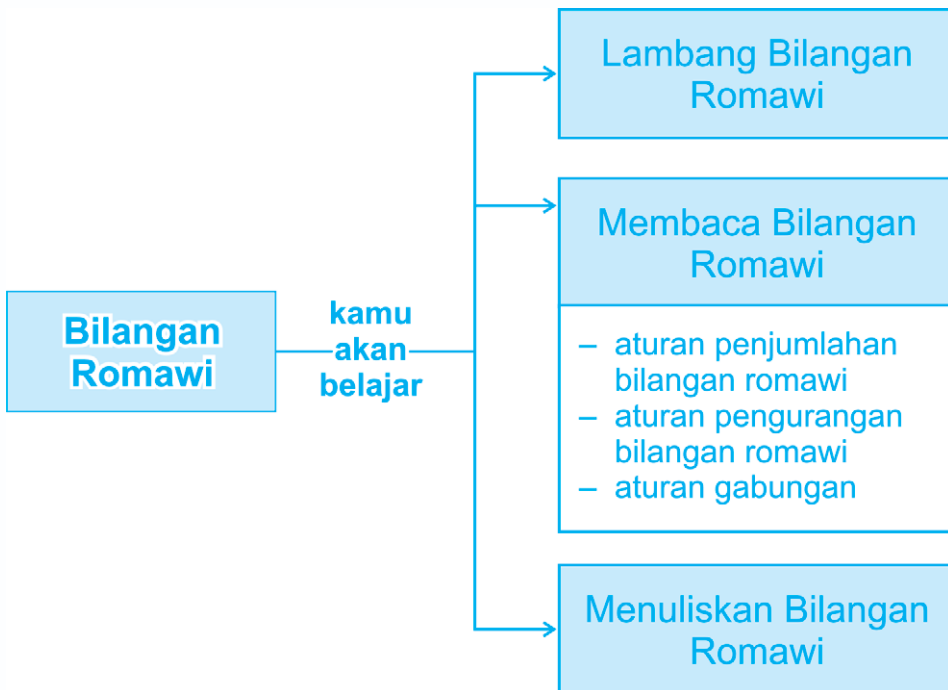 Bilangan
Romawi
kamu
akan
belajar
Lambang Bilangan
Romawi
Membaca Bilangan
Romawi
– aturan penjumlahan
bilangan romawi
– aturan pengurangan
bilangan romawi
– aturan gabungan
Menuliskan Bilangan
Romawi